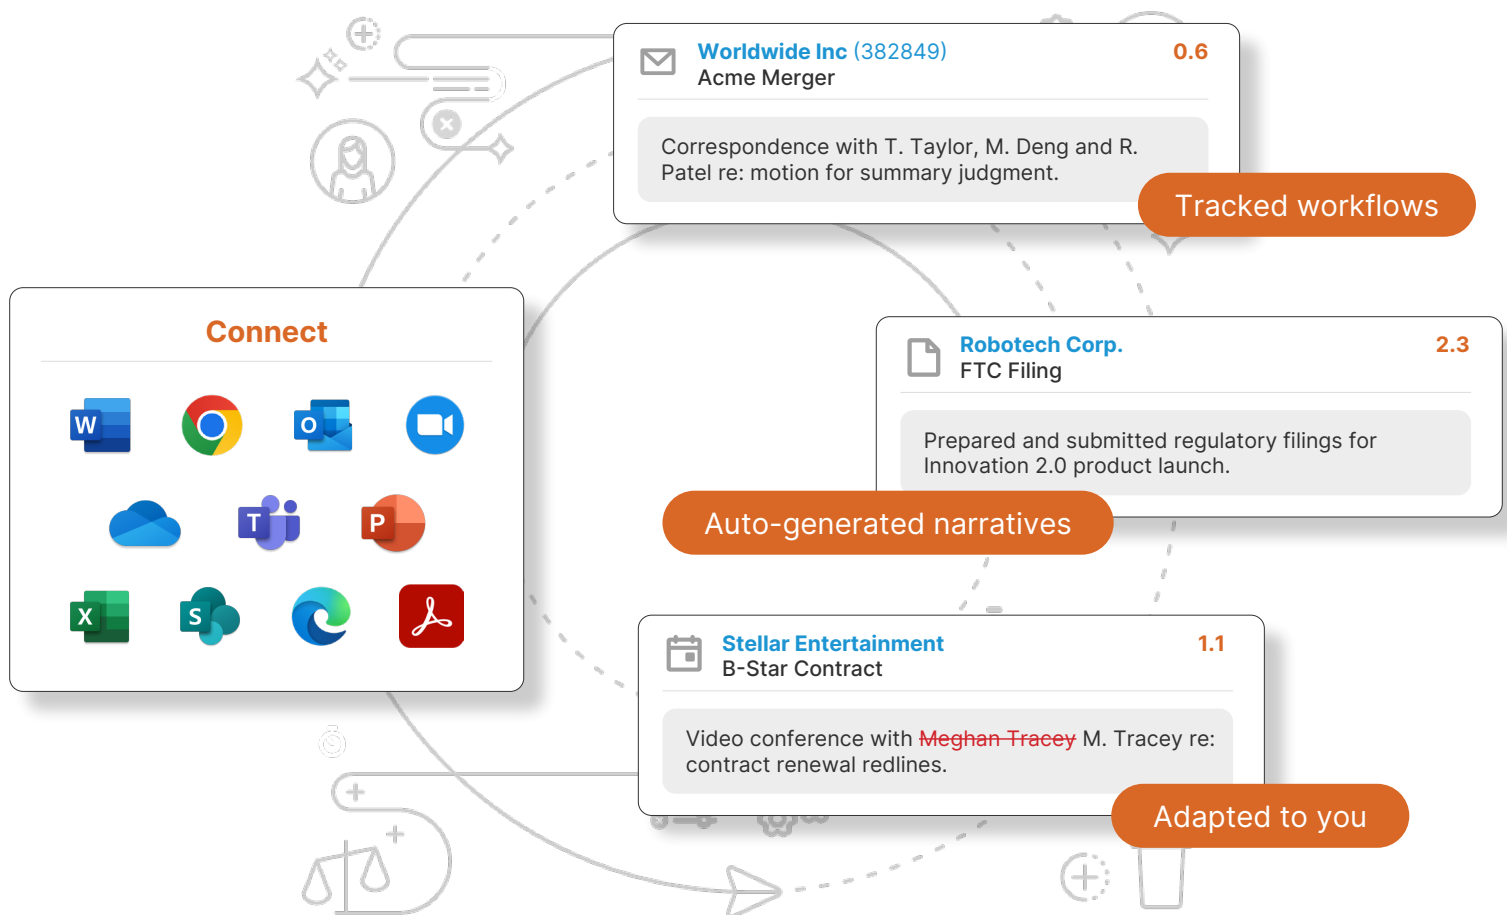 Worldwide Inc (382849)
0.6
Acme Merger
Correspondence with T. Taylor, M. Deng and R.
Patel re: motion for summary judgment.
Tracked workflows
Connect
W
O
T
P
X
S
Robotech Corp.
2.3
FTC Filing
Prepared and submitted regulatory filings for
Innovation 2.0 product launch.
Auto-generated narratives
Stellar Entertainment
1.1
B-Star Contract
Video conference with Meghan Tracey M. Tracey re:
contract renewal redlines.
Adapted to you